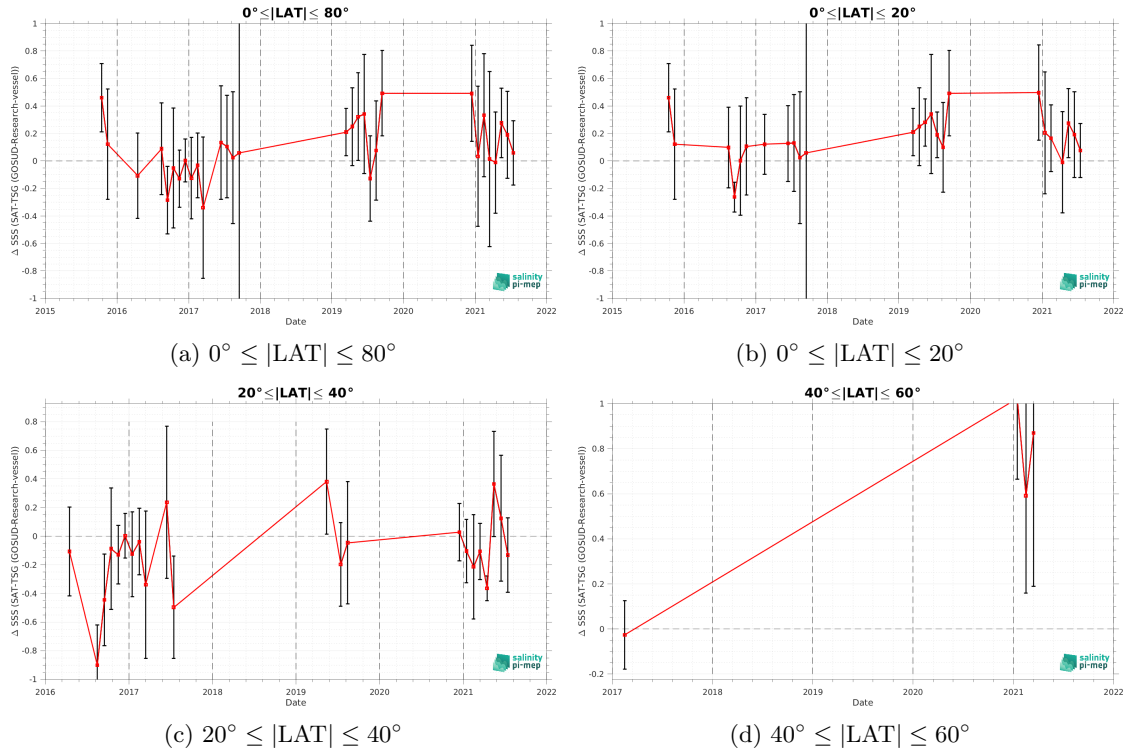 0°≤|LAT|≤ 80°
Δ SSS (SAT-TSG (GOSUD-Research-vessel))
1
0.8
0.6
0.4
0.2
0
-0.2
-0.4
-0.6
-0.8
-1
2015 2016 2017 2018 2019 2020 2021 2022
Date
salinity
pi-mep
(a) 0° ≤ |LAT| ≤ 80°
0°≤|LAT|≤ 20°
Δ SSS (SAT-TSG (GOSUD-Research-vessel))
1
0.8
0.6
0.4
0.2
0
-0.2
-0.4
-0.6
-0.8
-1
2015 2016 2017 2018 2019 2020 2021 2022
Date
salinity
pi-mep
(b) 0° ≤ |LAT| ≤ 20°
20°≤|LAT|≤ 40°
Δ SSS (SAT-TSG (GOSUD-Research-vessel))
0.8
0.6
0.4
0.2
0
-0.2
-0.4
-0.6
-0.8
-1
2016 2017 2018 2019 2020 2021 2022
Date
salinity
pi-mep
(c) 20° ≤ |LAT| ≤ 40°
40°≤|LAT|≤ 60°
Δ SSS (SAT-TSG (GOSUD-Research-vessel))
1
0.8
0.6
0.4
0.2
0
-0.2
2017 2018 2019 2020 2021 2022
Date
salinity
pi-mep
(d) 40° ≤ |LAT| ≤ 60°